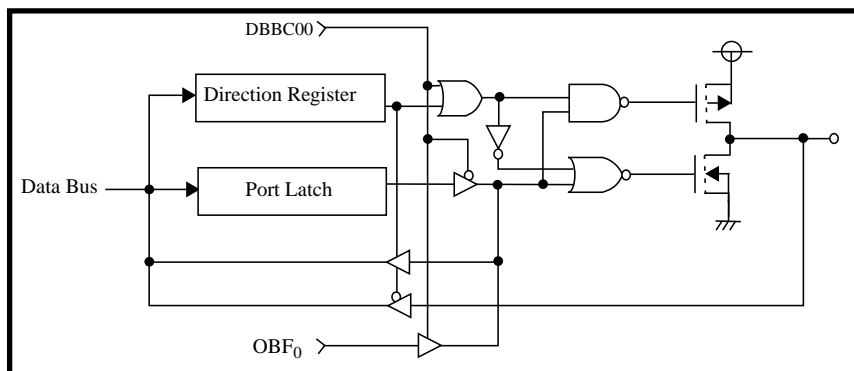 DBBC00
Direction Register
Data Bus
Port Latch
OBF₀